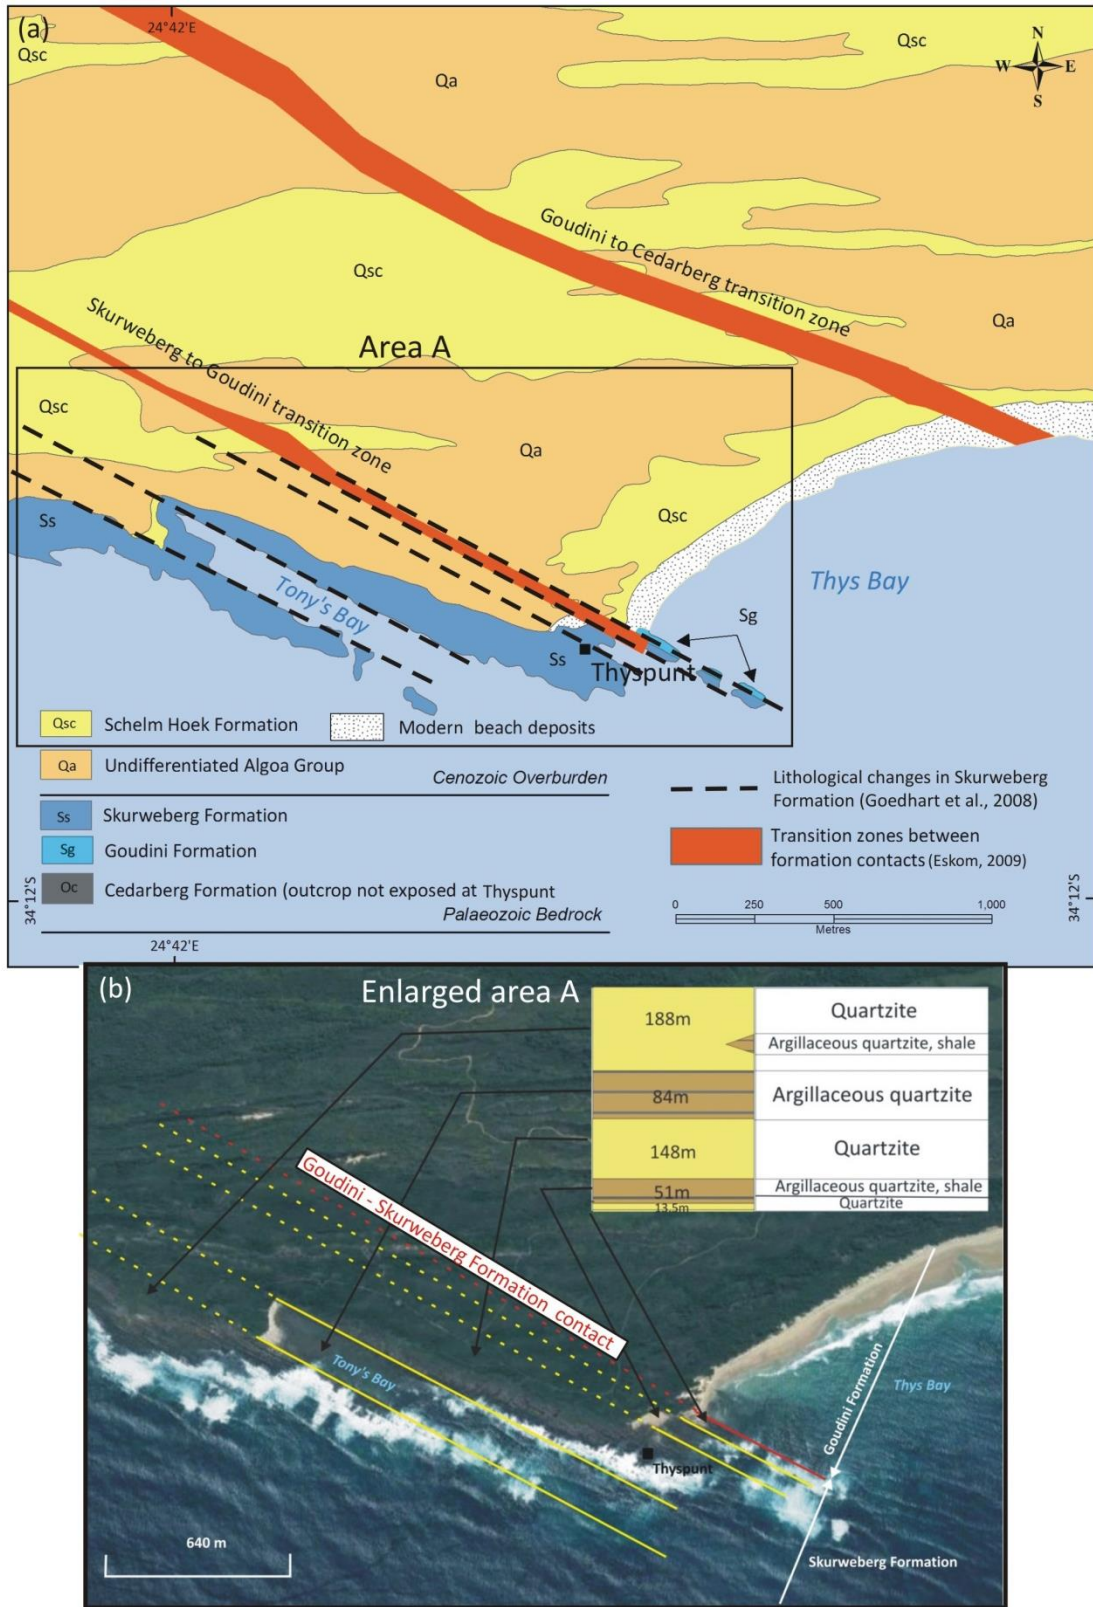 (a)
24°42'E
Qsc
Qa
Qsc
N
W E
S
Goudini to Cedarberg transition zone
Qsc
Skurweberg to Goudini transition zone
Qa
Area A
Qsc
Qa
Qsc
Ss
Tony's Bay
Thys Bay
Sg
Ss
Thyspunt
Qsc Schelm Hoek Formation
Modern beach deposits
Qa Undifferentiated Algoa Group
Cenozoic Overburden
Ss Skurweberg Formation
Sg Goudini Formation
Oc Cedarberg Formation (outcrop not exposed at Thyspunt
Palaeozoic Bedrock
Lithological changes in Skurweberg
Formation (Goedhart et al., 2008)
Transition zones between
formation contacts (Eskom, 2009)
0 250 500 1,000
Metres
34°12'S
34°12'S
24°42'E
(b)
Enlarged area A
188m
Quartzite
Argillaceous quartzite, shale
84m
Argillaceous quartzite
148m
Quartzite
51m
Argillaceous quartzite, shale
13.5m
Quartzite
Goudini - Skurweberg Formation contact
Tony's Bay
Thys Bay
Goudini Formation
Thyspunt
640 m
Skurweberg Formation